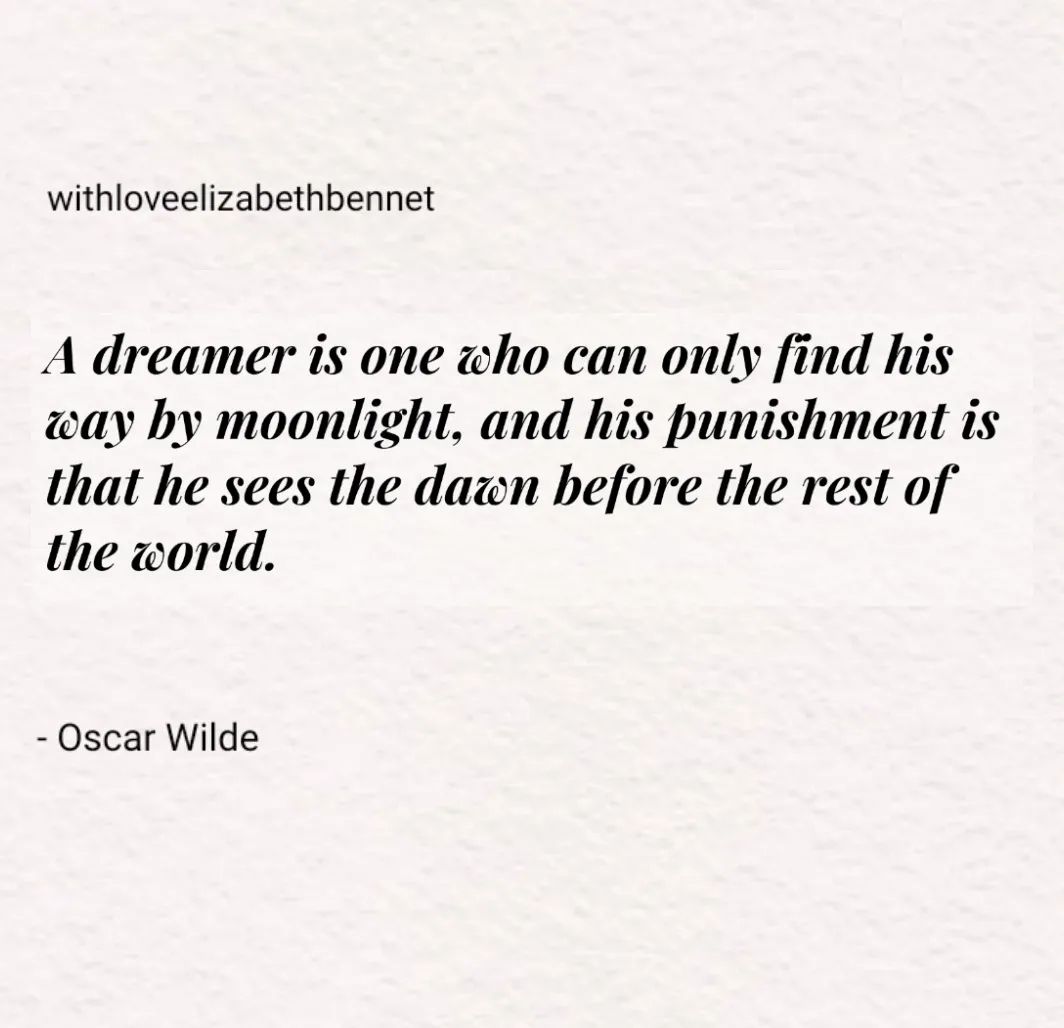 withloveelizabethbennet
A dreamer is one who can only find his
way by moonlight, and his punishment is
that he sees the dawn before the rest of
the world.
- Oscar Wilde